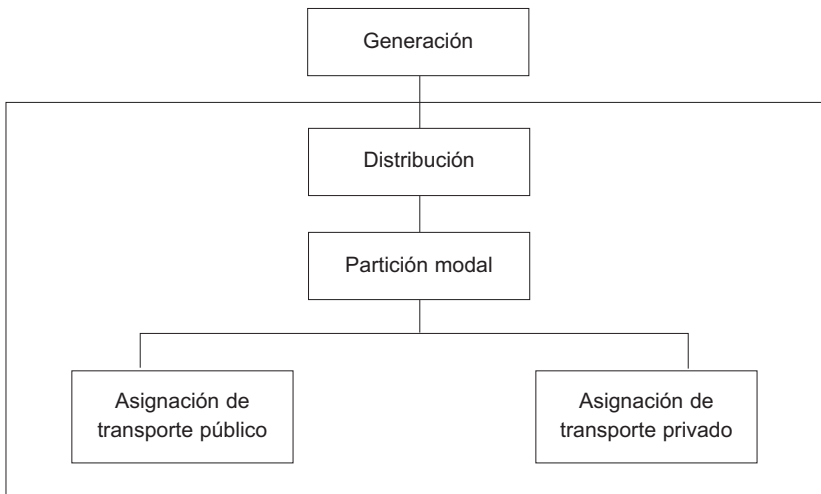 Generación
Distribución
Partición modal
Asignación de
transporte público
Asignación de
transporte privado